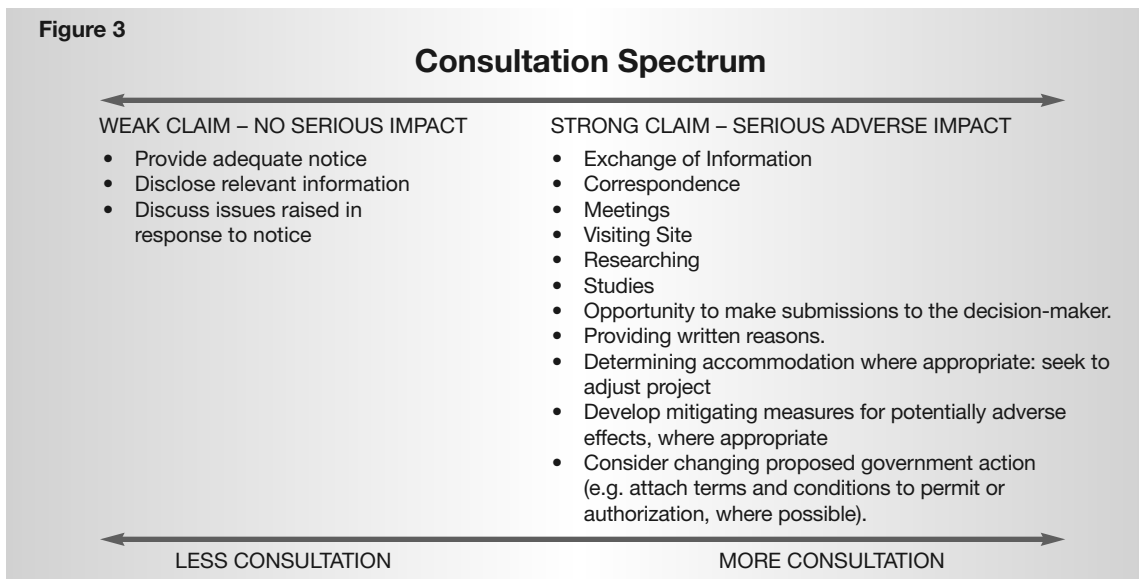 Figure 3
Consultation Spectrum
WEAK CLAIM – NO SERIOUS IMPACT
• Provide adequate notice
• Disclose relevant information
• Discuss issues raised in
response to notice
STRONG CLAIM – SERIOUS ADVERSE IMPACT
• Exchange of Information
• Correspondence
• Meetings
• Visiting Site
• Researching
• Studies
• Opportunity to make submissions to the decision-maker.
• Providing written reasons.
• Determining accommodation where appropriate: seek to
adjust project
• Develop mitigating measures for potentially adverse
effects, where appropriate
• Consider changing proposed government action
(e.g. attach terms and conditions to permit or
authorization, where possible).
LESS CONSULTATION
MORE CONSULTATION